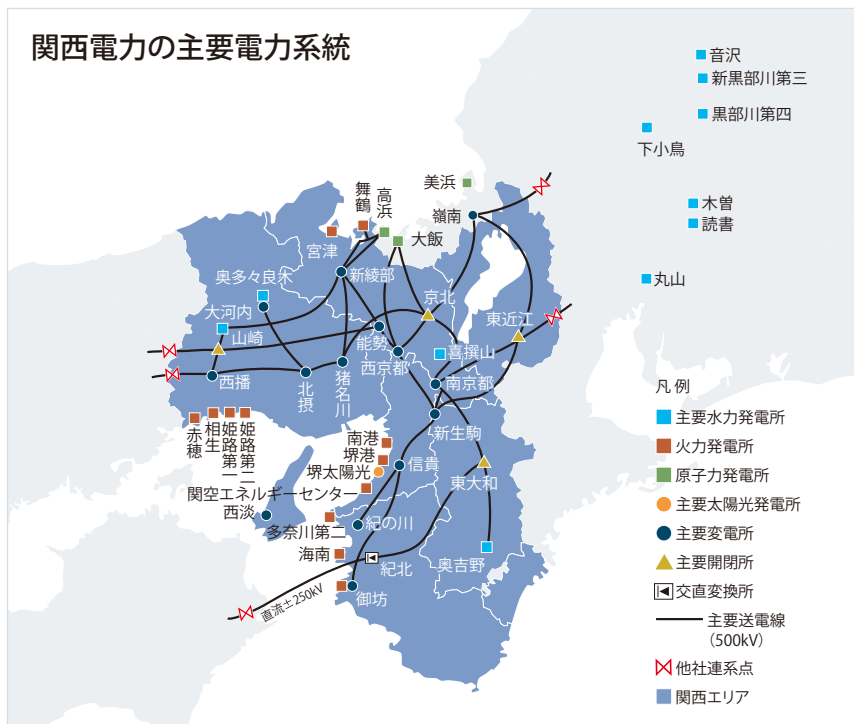 関西電力の主要電力系統
音沢
新黒部川第三
黒部川第四
下小鳥
美浜
舞鶴
高浜
木曽
嶺南
読書
大飯
宮津
奥多々良木
新綾部
丸山
京北
大河内
東近江
山崎
能勢
喜撰山
西京都
西播
北摂
猪名川
南京都
凡例
主要水力発電所
赤穂
相生
姫路第一
姫路第二
新生駒
南港
火力発電所
堺港
信貴
堺太陽光
原子力発電所
東大和
関空エネルギーセンター
主要太陽光発電所
西淡
紀の川
主要変電所
多奈川第二
海南
奥吉野
主要開閉所
紀北
交直変換所
直流±250kV
御坊
主要送電線
(500kV)
他社連系点
関西エリア